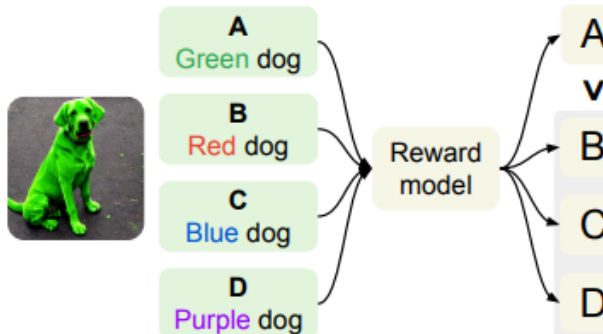 A
Green dog
B
Red dog
C
Blue dog
D
Purple dog
Reward
model
A
v
B
C
D